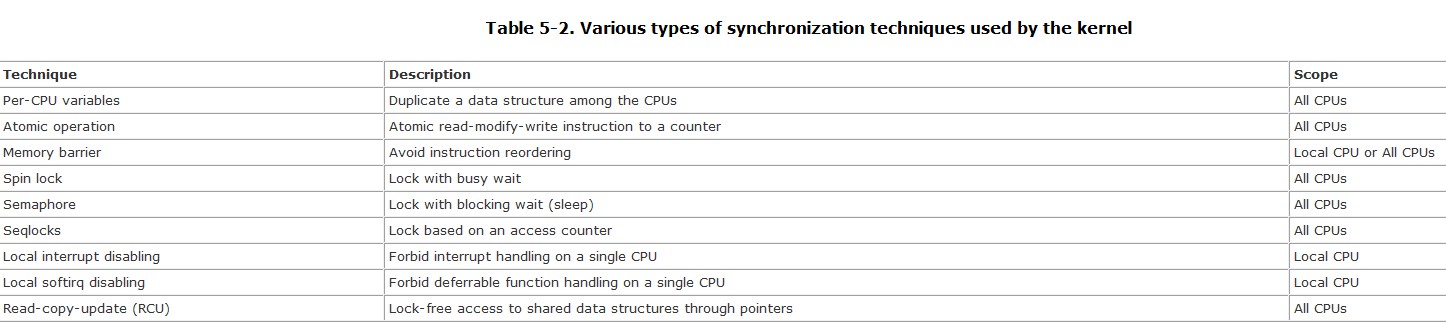 Table 5-2. Various types of synchronization techniques used by the kernel
Technique Description Scope
Per-CPU variables Duplicate a data structure among the CPUs All CPUs
Atomic operation Atomic read-modify-write instruction to a counter All CPUs
Memory barrier Avoid instruction reordering Local CPU or All CPUs
Spin lock Lock with busy wait All CPUs
Semaphore Lock with blocking wait (sleep) All CPUs
Seqlocks Lock based on an access counter All CPUs
Local interrupt disabling Forbid interrupt handling on a single CPU Local CPU
Local softirq disabling Forbid deferrable function handling on a single CPU Local CPU
Read-copy-update (RCU) Lock-free access to shared data structures through pointers All CPUs